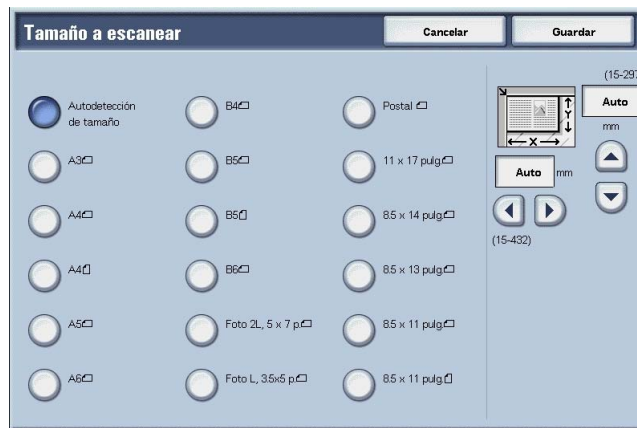 Tamaño a escanear
Cancelar
Guardar
Autodetección
de tamaño
A3
A4
A4
A5
A6
B4
B5
B5
B6
Foto 2L, 5 x 7 p.
Foto L, 3.5x5 p.
Postal
11 x 17 pulg.
8.5 x 14 pulg.
8.5 x 13 pulg.
8.5 x 11 pulg.
8.5 x 11 pulg.
(15-297
Auto
mm
Y
X
Auto mm
(15-432)